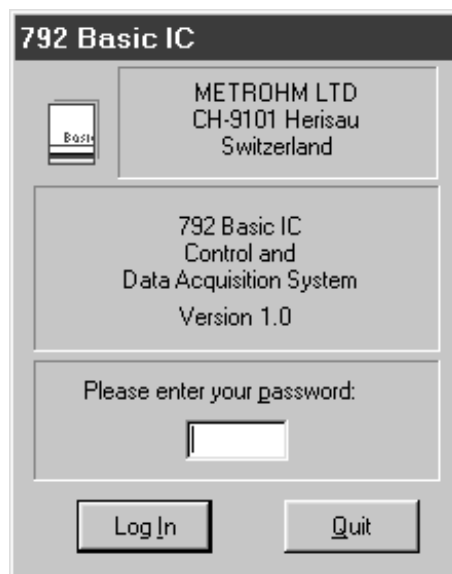 792 Basic IC
Basic
METROHM LTD
CH-9101 Herisau
Switzerland
792 Basic IC
Control and
Data Acquisition System
Version 1.0
Please enter your password:
Log In
Quit